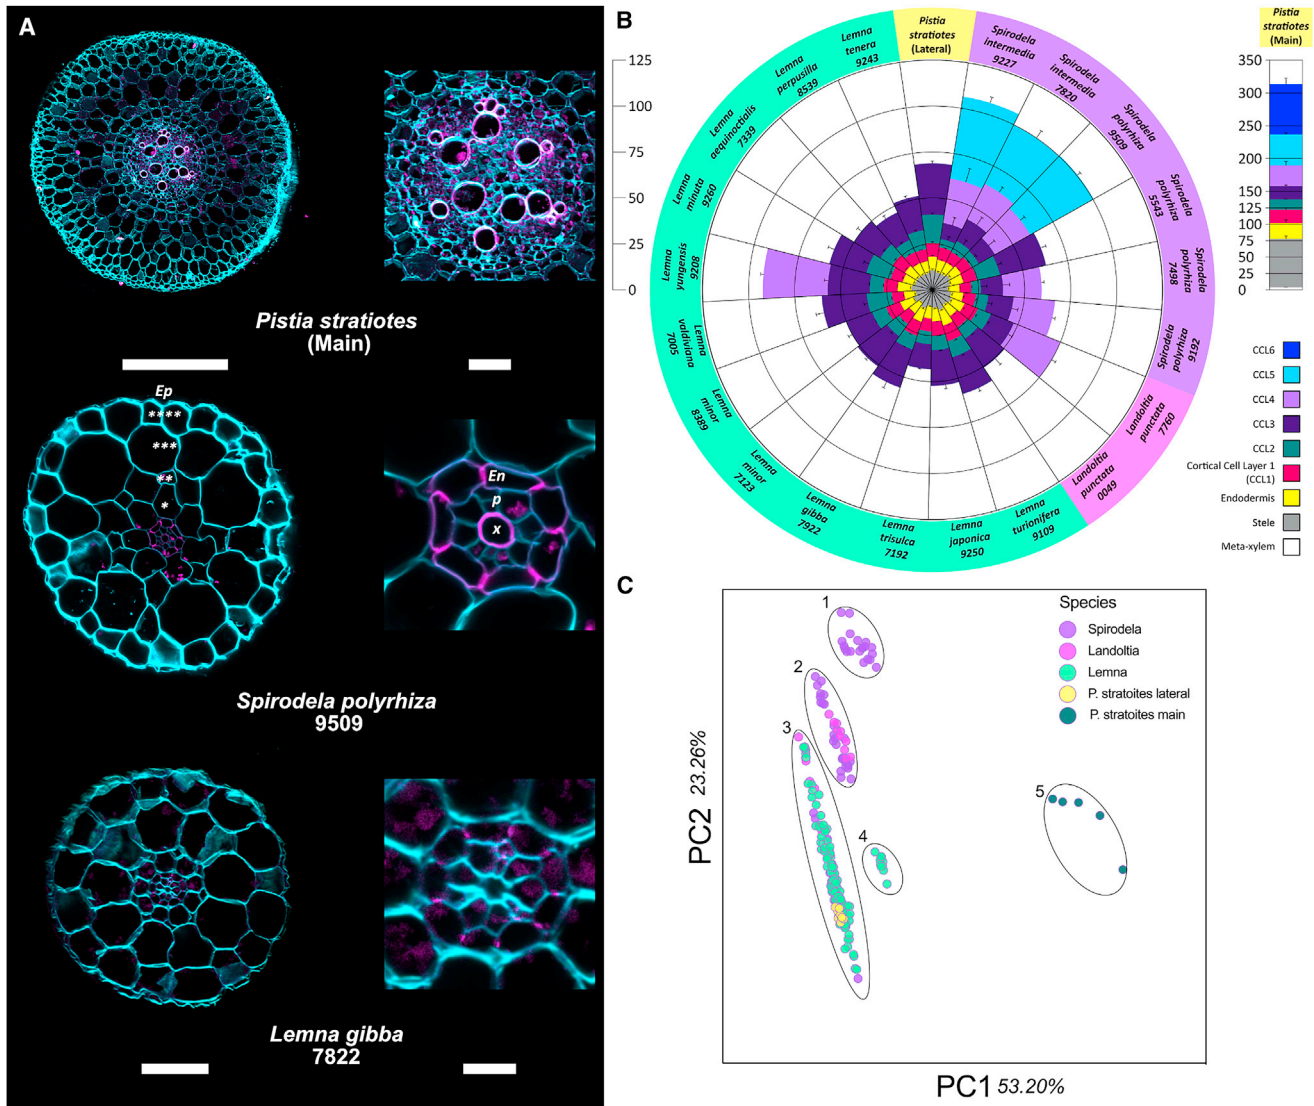 A
Pistia stratiotes
(Main)
Ep
****
***
**
*
En
p
x
Spirodela polyrhiza
9509
Lemna gibba
7822
B
125
100
75
50
25
0
Pistia
stratiotes
(Lateral)
Spirodela
intermedia
9227
Spirodela
intermedia
7820
Spirodela
polyrhiza
9509
Spirodela
polyrhiza
5543
Spirodela
polyrhiza
7498
Spirodela
polyrhiza
9192
Landoltia
punctata
7760
Landoltia
punctata
0049
Lemna
turionifera
9109
Lemna
japonica
9250
Lemna
trisulca
7192
Lemna
gibba
7922
Lemna
minor
7123
Lemna
minor
8389
Lemna
valdiviana
7005
Lemna
yungensis
9208
Lemna
minuta
9260
Lemna
aequinoctialis
7339
Lemna
perpusilla
8539
Lemna
tenera
9243
Pistia
stratiotes
(Main)
350
300
250
200
150
125
100
75
50
25
0
CCL6
CCL5
CCL4
CCL3
CCL2
Cortical Cell Layer 1
(CCL1)
Endodermis
Stele
Meta-xylem
C
1
2
3
4
5
Species
Spirodela
Landoltia
Lemna
P. stratoites lateral
P. stratoites main
PC2 23.26%
PC1 53.20%